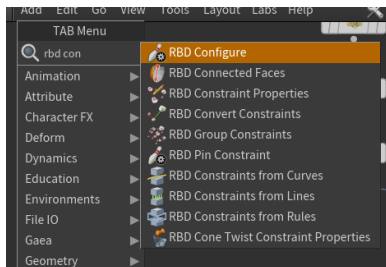 Add Edit Go View Tools Layout Labs Help
TAB Menu
rbd con
Animation
Attribute
Character FX
Deform
Dynamics
Education
Environments
File IO
Gaea
Geometry
RBD Configure
RBD Connected Faces
RBD Constraint Properties
RBD Convert Constraints
RBD Group Constraints
RBD Pin Constraint
RBD Constraints from Curves
RBD Constraints from Lines
RBD Constraints from Rules
RBD Cone Twist Constraint Properties